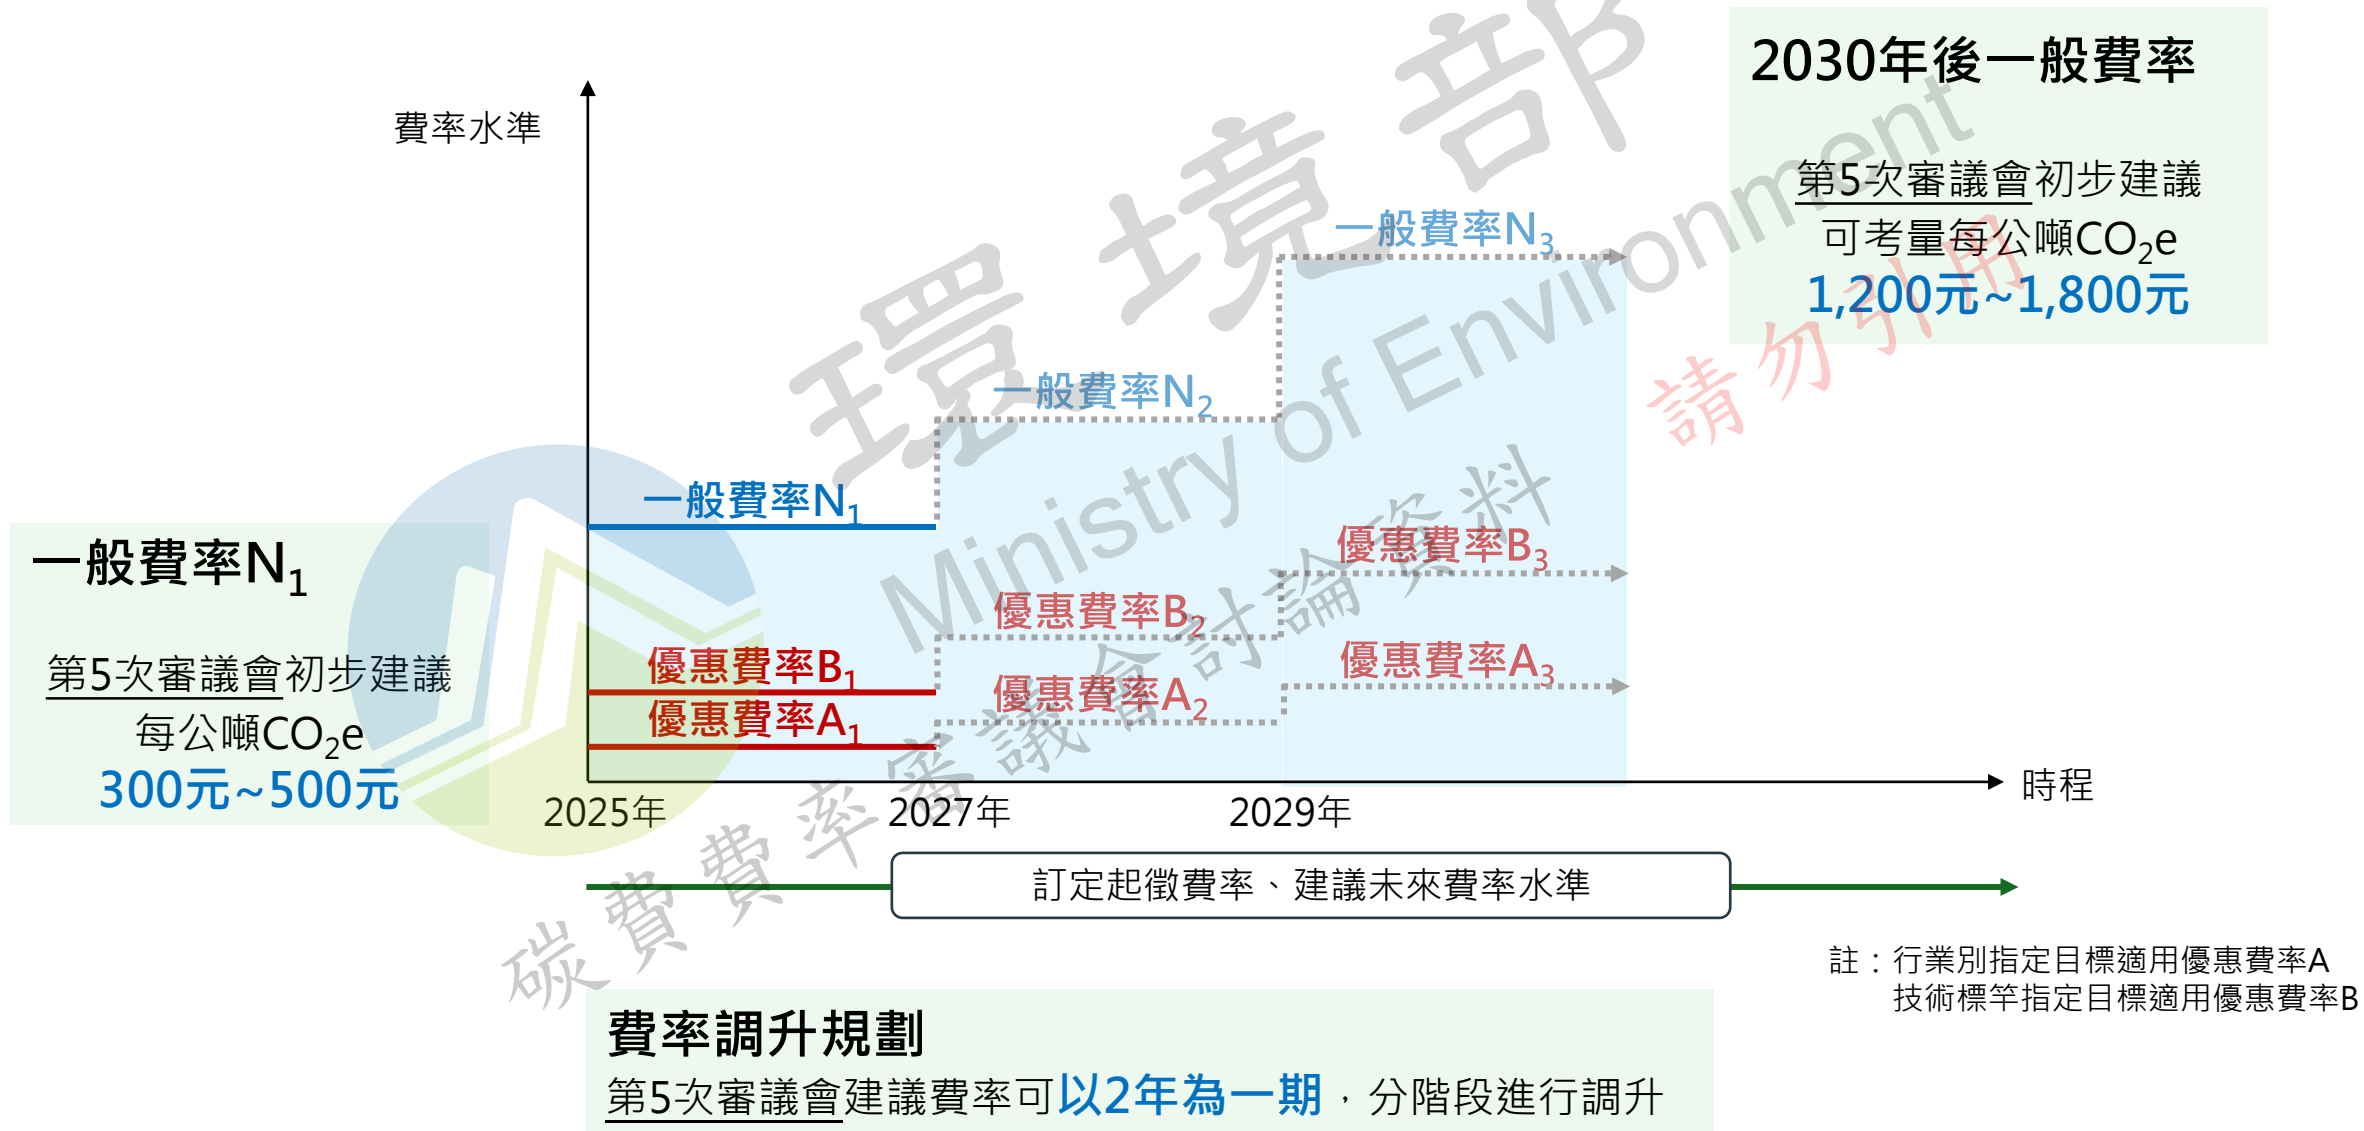 費率水準
2030年後一般費率
第5次審議會初步建議
可考量每公噸CO₂e
1,200元~1,800元
一般費率N₃
一般費率N₂
一般費率N₁
優惠費率B₃
優惠費率B₂
優惠費率B₁
優惠費率A₃
優惠費率A₂
優惠費率A₁
一般費率N₁
第5次審議會初步建議
每公噸CO₂e
300元~500元
2025年
2027年
2029年
時程
訂定起徵費率、建議未來費率水準
註：行業別指定目標適用優惠費率A
技術標竿指定目標適用優惠費率B
費率調升規劃
第5次審議會建議費率可以2年為一期，分階段進行調升
環境部
Ministry of Environment
碳費費率審議會討論資料 請勿引用